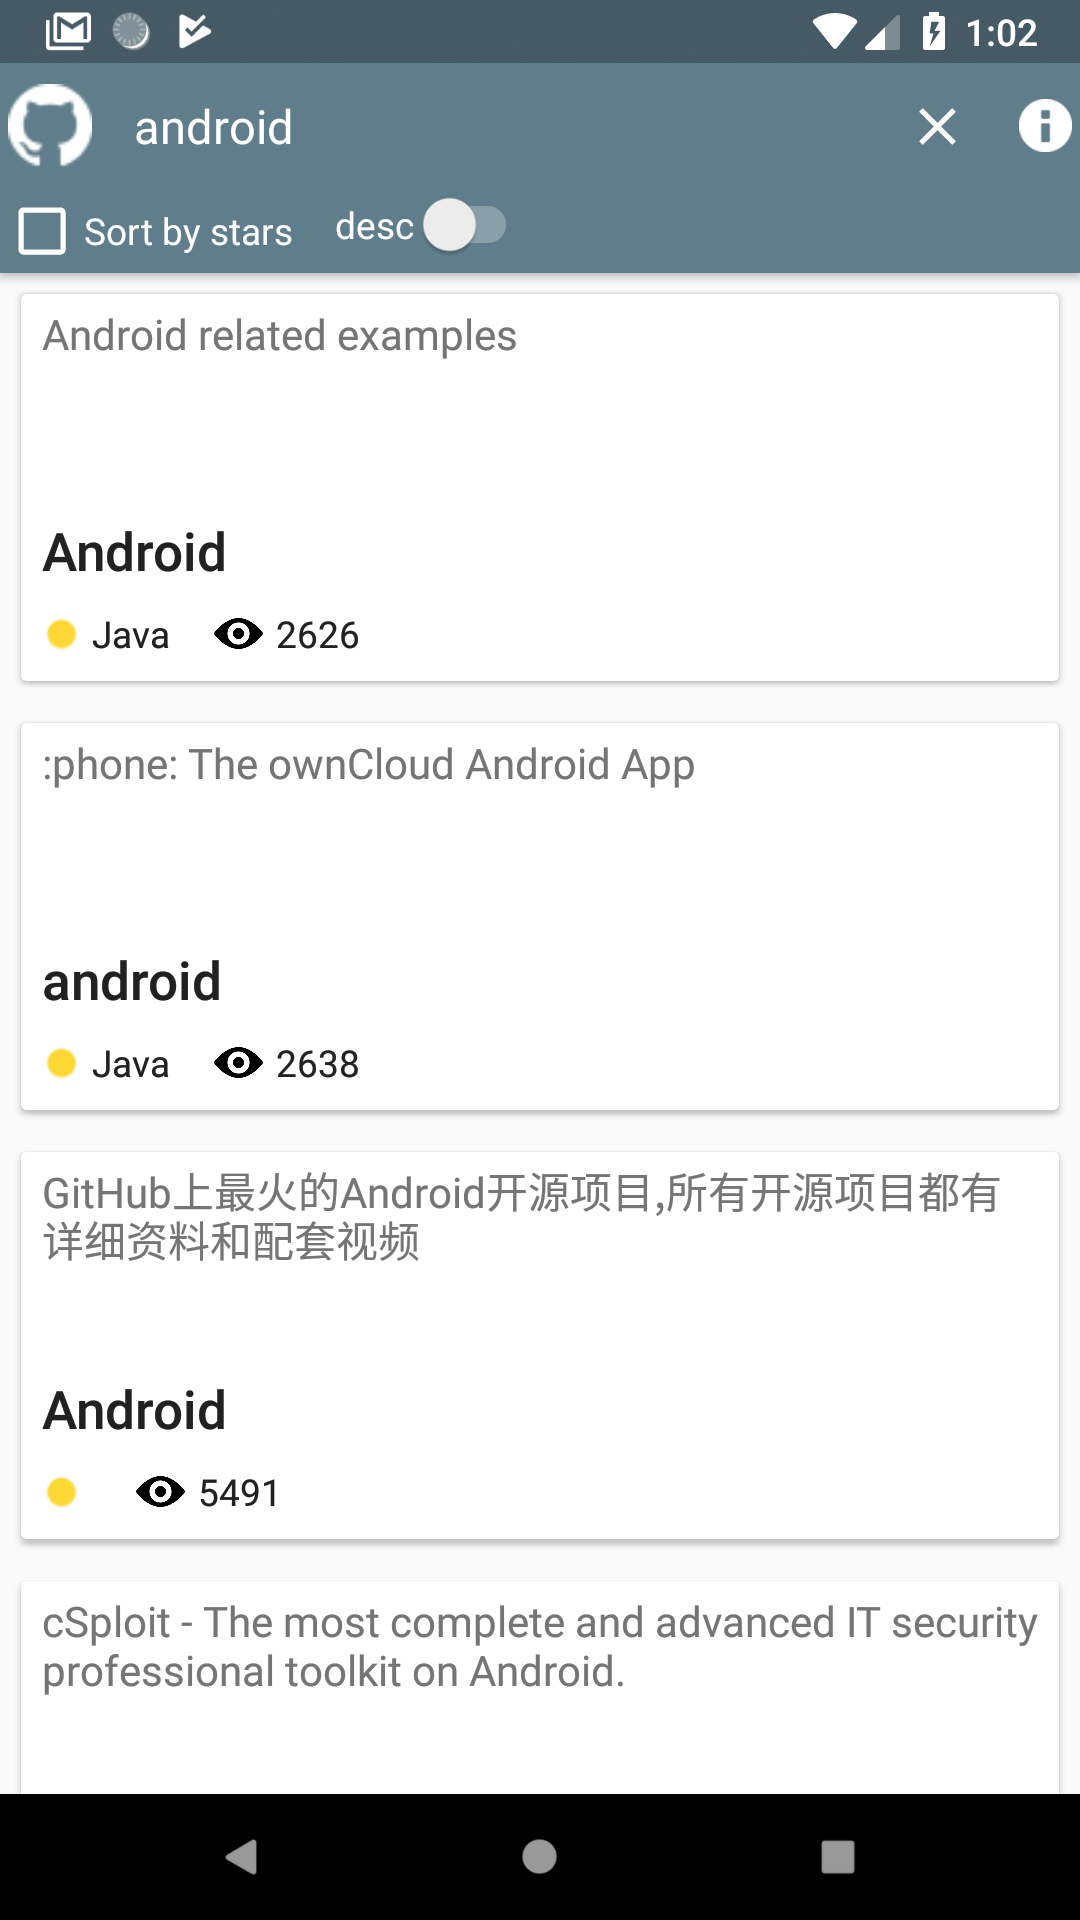 1:02
android
Sort by stars desc
Android related examples
Android
Java 2626
:phone: The ownCloud Android App
android
Java 2638
GitHub上最火的Android开源项目,所有开源项目都有
详细资料和配套视频
Android
5491
cSploit - The most complete and advanced IT security
professional toolkit on Android.